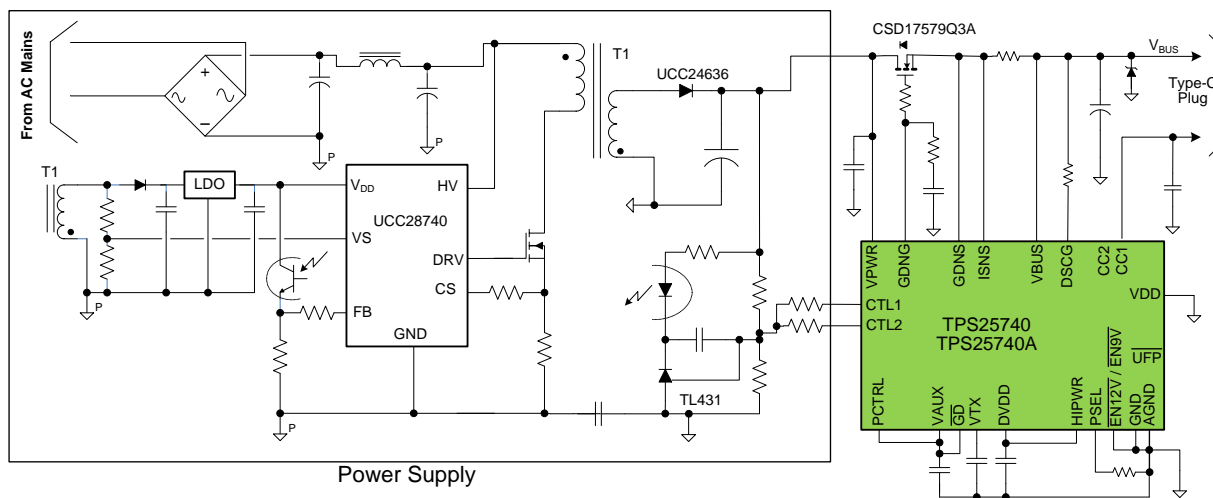 From AC Mains
+
−
P
P
T1
UCC24636
CSD17579Q3A
VBUS
Type-C
Plug
T1
LDO
P
VDD
HV
UCC28740
VS
DRV
CS
FB
GND
P
TL431
Power Supply
VPWR
GDNG
GDNS
ISNS
VBUS
DSCG
CC2
CC1
VDD
CTL1
CTL2
TPS25740
TPS25740A
UFP
PCTRL
VAUX
GD
VTX
DVDD
HIPWR
PSEL
EN12V / EN9V
GND
AGND